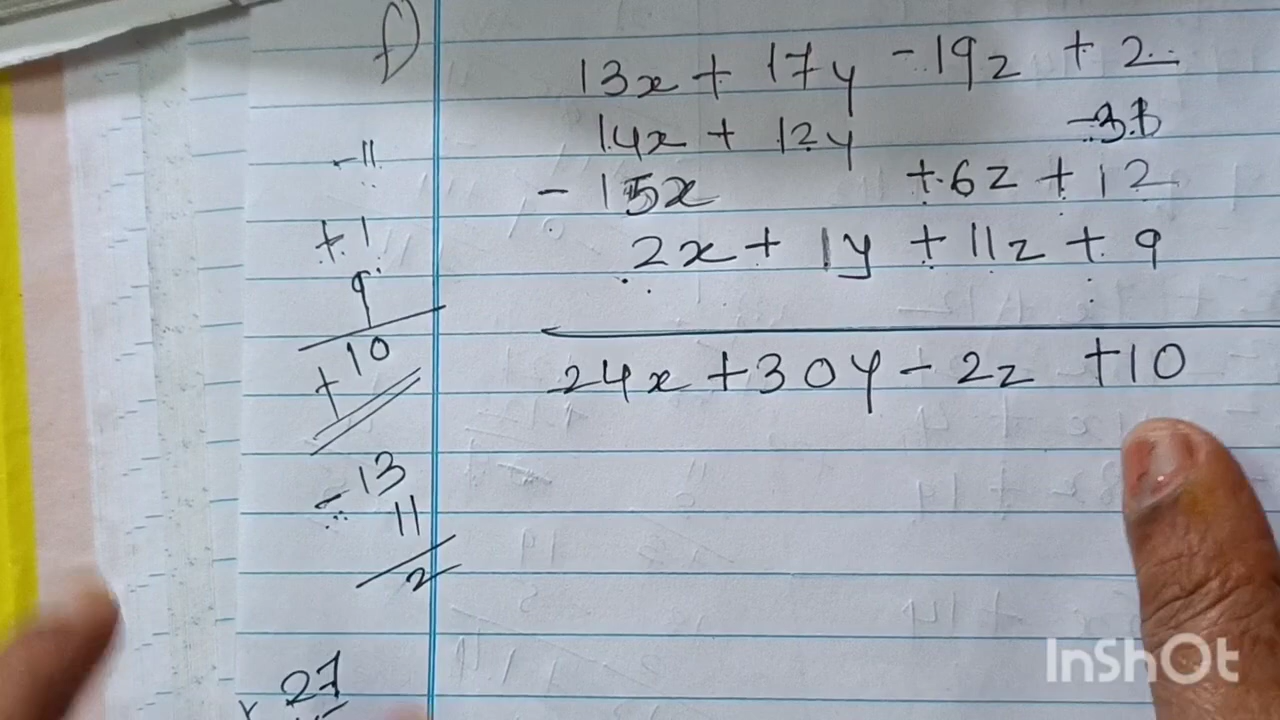 f)
13x + 17y - 19z + 2
14x + 12y
- 15x + 6z + 12
2x + 1y + 11z + 9
24x + 30y - 2z + 10
- 11
+ 1
9
+ 10
- 13
11
2
27
InShOt